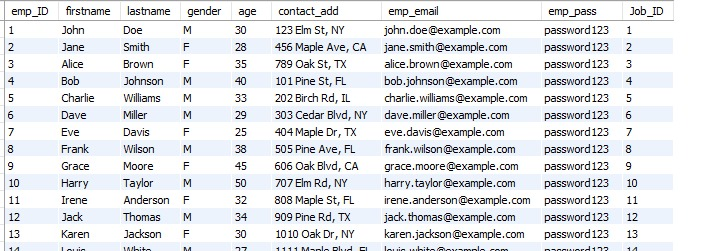 emp_ID firstname lastname gender age contact_add emp_email emp_pass Job_ID
1 John Doe M 30 123 Elm St, NY john.doe@example.com password123 1
2 Jane Smith F 28 456 Maple Ave, CA jane.smith@example.com password123 2
3 Alice Brown F 35 789 Oak St, TX alice.brown@example.com password123 3
4 Bob Johnson M 40 101 Pine St, FL bob.johnson@example.com password123 4
5 Charlie Williams M 33 202 Birch Rd, IL charlie.williams@example.com password123 5
6 Dave Miller M 29 303 Cedar Blvd, NY dave.miller@example.com password123 6
7 Eve Davis F 25 404 Maple Dr, TX eve.davis@example.com password123 7
8 Frank Wilson M 38 505 Pine Ave, FL frank.wilson@example.com password123 8
9 Grace Moore F 45 606 Oak Blvd, CA grace.moore@example.com password123 9
10 Harry Taylor M 50 707 Elm Rd, NY harry.taylor@example.com password123 10
11 Irene Anderson F 32 808 Maple St, FL irene.anderson@example.com password123 11
12 Jack Thomas M 34 909 Pine Rd, TX jack.thomas@example.com password123 12
13 Karen Jackson F 30 1010 Oak Dr, NY karen.jackson@example.com password123 13
14 Louis White M 27 1111 Maple Blvd, louis.white@example.com password123 14